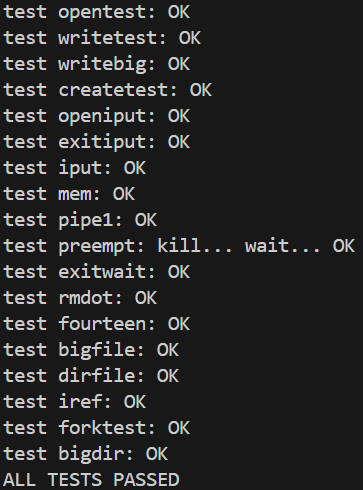 test opentest: OK
test writetest: OK
test writebig: OK
test createtest: OK
test openiput: OK
test exitiput: OK
test iput: OK
test mem: OK
test pipe1: OK
test preempt: kill... wait... OK
test exitwait: OK
test rmdot: OK
test fourteen: OK
test bigfile: OK
test dirfile: OK
test iref: OK
test forktest: OK
test bigdir: OK
ALL TESTS PASSED